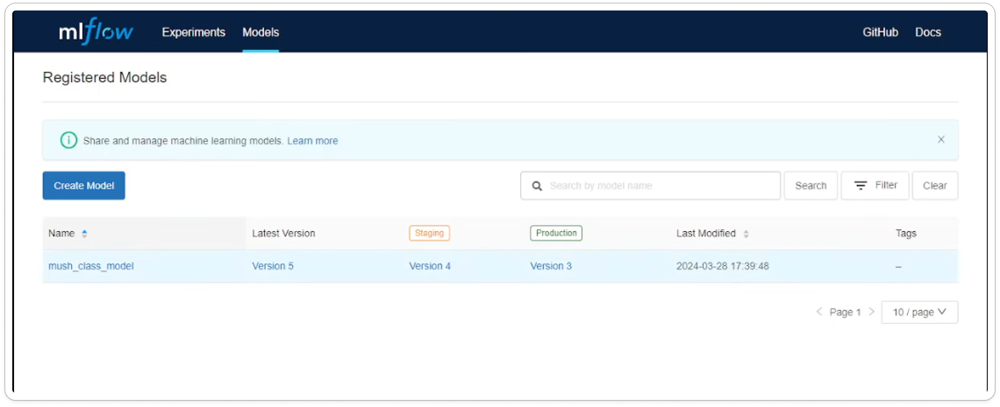 mlflow Experiments Models GitHub Docs
Registered Models
Share and manage machine learning models. Learn more
Create Model Search by model name Search Filter Clear
Name Latest Version Staging Production Last Modified Tags
mush_class_model Version 5 Version 4 Version 3 2024-03-28 17:39:48 –
< Page 1 > 10 / page